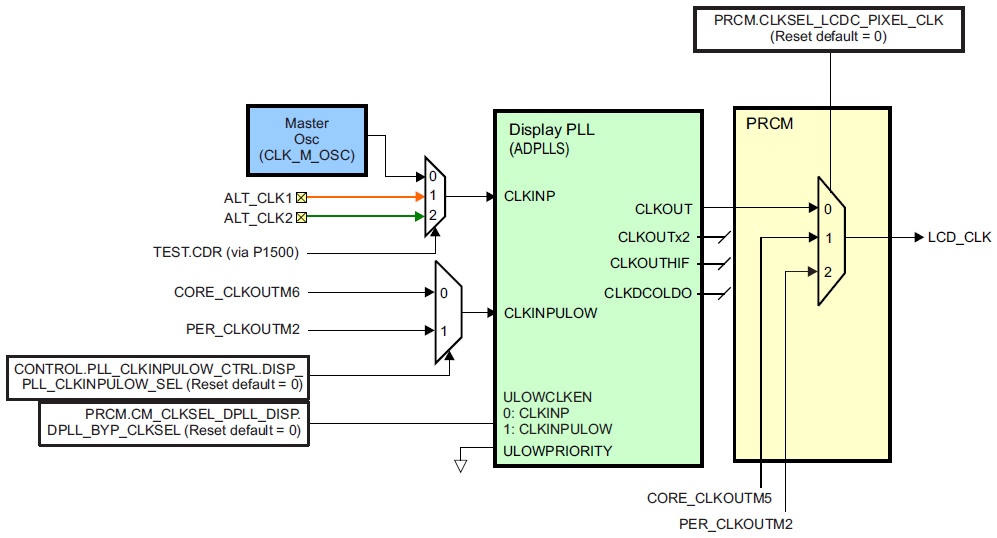 PRCM.CLKSEL_LCDC_PIXEL_CLK
(Reset default = 0)
Master
Osc
(CLK_M_OSC)
Display PLL
(ADPLLS)
PRCM
0
1
2
ALT_CLK1
ALT_CLK2
CLKINP
TEST.CDR (via P1500)
CLKOUT
CLKOUTx2
CLKOUTHIF
CLKDCOLDO
0
1
2
LCD_CLK
CORE_CLKOUTM6
PER_CLKOUTM2
0
1
CLKINPULOW
CONTROL.PLL_CLKINPULOW_CTRL.DISP_
PLL_CLKINPULOW_SEL (Reset default = 0)
PRCM.CM_CLKSEL_DPLL_DISP.
DPLL_BYP_CLKSEL (Reset default = 0)
ULOWCLKEN
0: CLKINP
1: CLKINPULOW
ULOWPRIORITY
CORE_CLKOUTM5
PER_CLKOUTM2